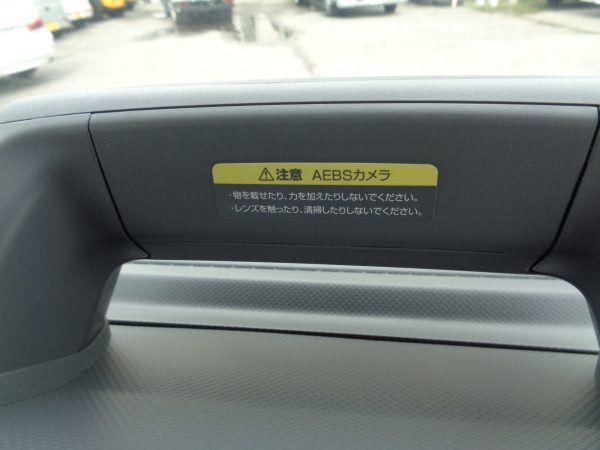 ⚠注意 AEBSカメラ
・物を載せたり、力を加えたりしないでください。
・レンズを触ったり、清掃したりしないでください。